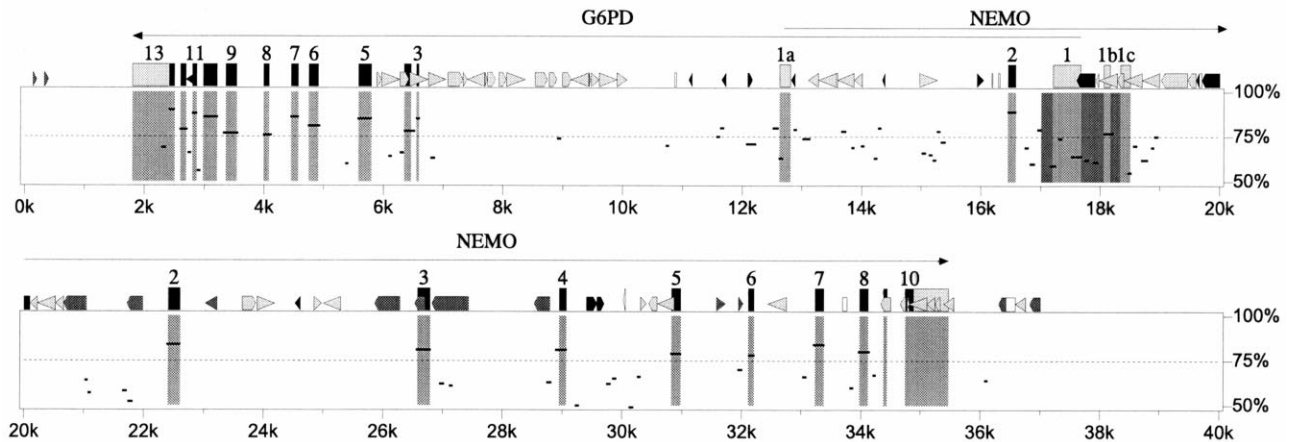 G6PD NEMO
13 11 9 8 7 6 5 3 1a 2 1 1b1c
100%
75%
50%
0k 2k 4k 6k 8k 10k 12k 14k 16k 18k 20k
NEMO
2 3 4 5 6 7 8 10
100%
75%
50%
20k 22k 24k 26k 28k 30k 32k 34k 36k 38k 40k